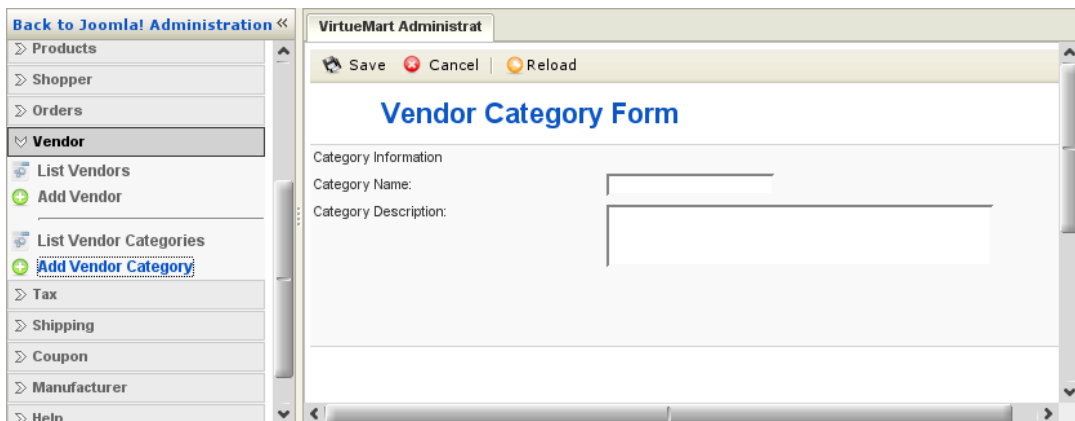 Back to Joomla! Administration «
Products
Shopper
Orders
Vendor
List Vendors
Add Vendor
List Vendor Categories
Add Vendor Category
Tax
Shipping
Coupon
Manufacturer
Help
VirtueMart Administrat
Save Cancel | Reload
Vendor Category Form
Category Information
Category Name:
Category Description: